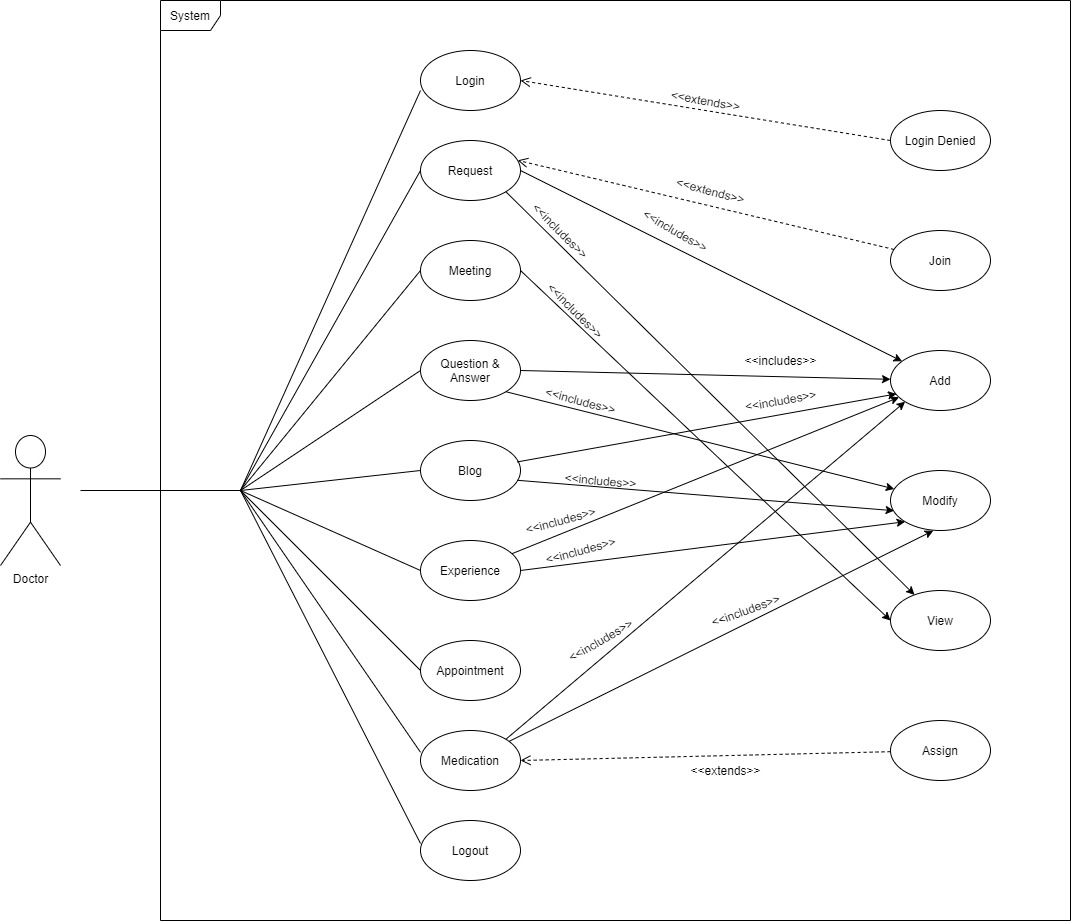 System
Login
<<extends>>
Login Denied
Request
<<extends>>
<<includes>>
<<includes>>
Join
Meeting
<<includes>>
Question &
Answer
<<includes>>
Add
<<includes>>
<<includes>>
Blog
<<includes>>
Modify
<<includes>>
Doctor
Experience
<<includes>>
<<includes>>
View
<<includes>>
Appointment
Medication
Assign
<<extends>>
Logout